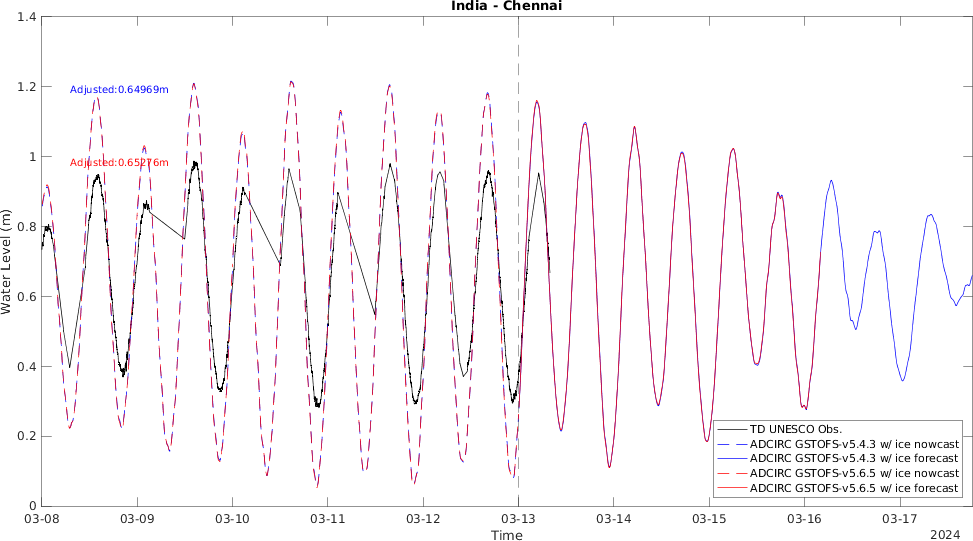 India - Chennai
1.4
1.2
1
0.8
0.6
0.4
0.2
0
Water Level (m)
Adjusted:0.64969m
Adjusted:0.65276m
TD UNESCO Obs.
ADCIRC GSTOFS-v5.4.3 w/ ice nowcast
ADCIRC GSTOFS-v5.4.3 w/ ice forecast
ADCIRC GSTOFS-v5.6.5 w/ ice nowcast
ADCIRC GSTOFS-v5.6.5 w/ ice forecast
03-08 03-09 03-10 03-11 03-12 03-13 03-14 03-15 03-16 03-17
Time
2024